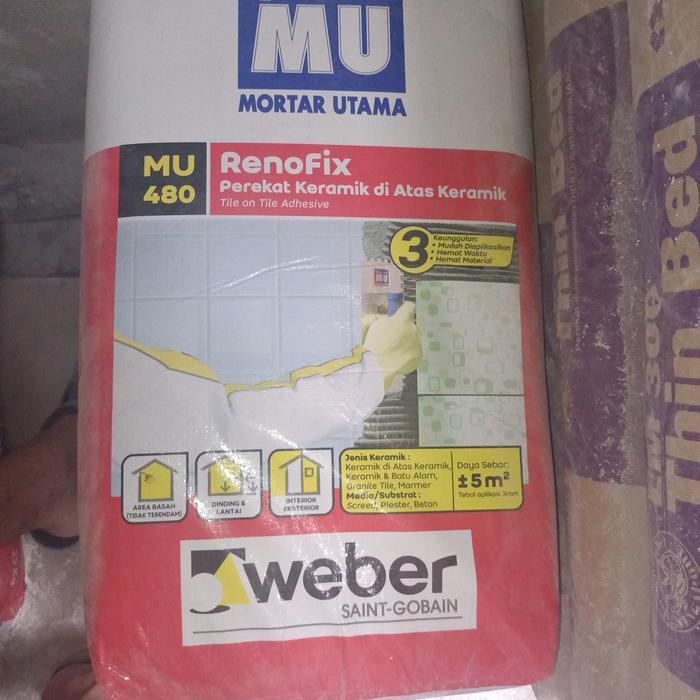 MU
MORTAR UTAMA
MU
480
RenoFix
Perekat Keramik di Atas Keramik
Tile on Tile Adhesive
3
Keunggulan:
• Mudah Diaplikasikan
• Hemat Waktu
• Hemat Material
MU
AREA BASAH
(TIDAK TERENDAM)
DINDING &
LANTAI
INTERIOR
EKSTERIOR
Jenis Keramik :
Keramik di Atas Keramik,
Keramik & Batu Alam,
Granite Tile, Marmer
Media/Substrat :
Screed, Plester, Beton
Daya Sebar:
±5 m²
Tebal aplikasi 3mm
weber
SAINT-GOBAIN
Thin Bed
Thin Bed